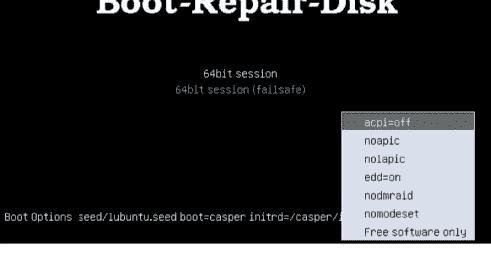 Boot-Repair-Disk
64bit session
64bit session (failsafe)
acpi=off
noapic
nolapic
edd=on
nodmraid
nomodeset
Free software only
Boot Options seed/lubuntu.seed boot=casper initrd=/casper/i